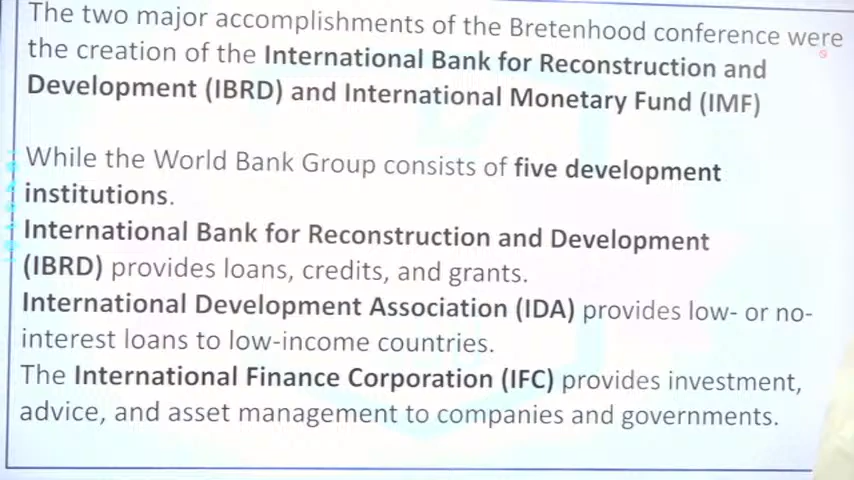 The two major accomplishments of the Bretenhood conference were
the creation of the International Bank for Reconstruction and
Development (IBRD) and International Monetary Fund (IMF)
While the World Bank Group consists of five development
institutions.
International Bank for Reconstruction and Development
(IBRD) provides loans, credits, and grants.
International Development Association (IDA) provides low- or no-
interest loans to low-income countries.
The International Finance Corporation (IFC) provides investment,
advice, and asset management to companies and governments.